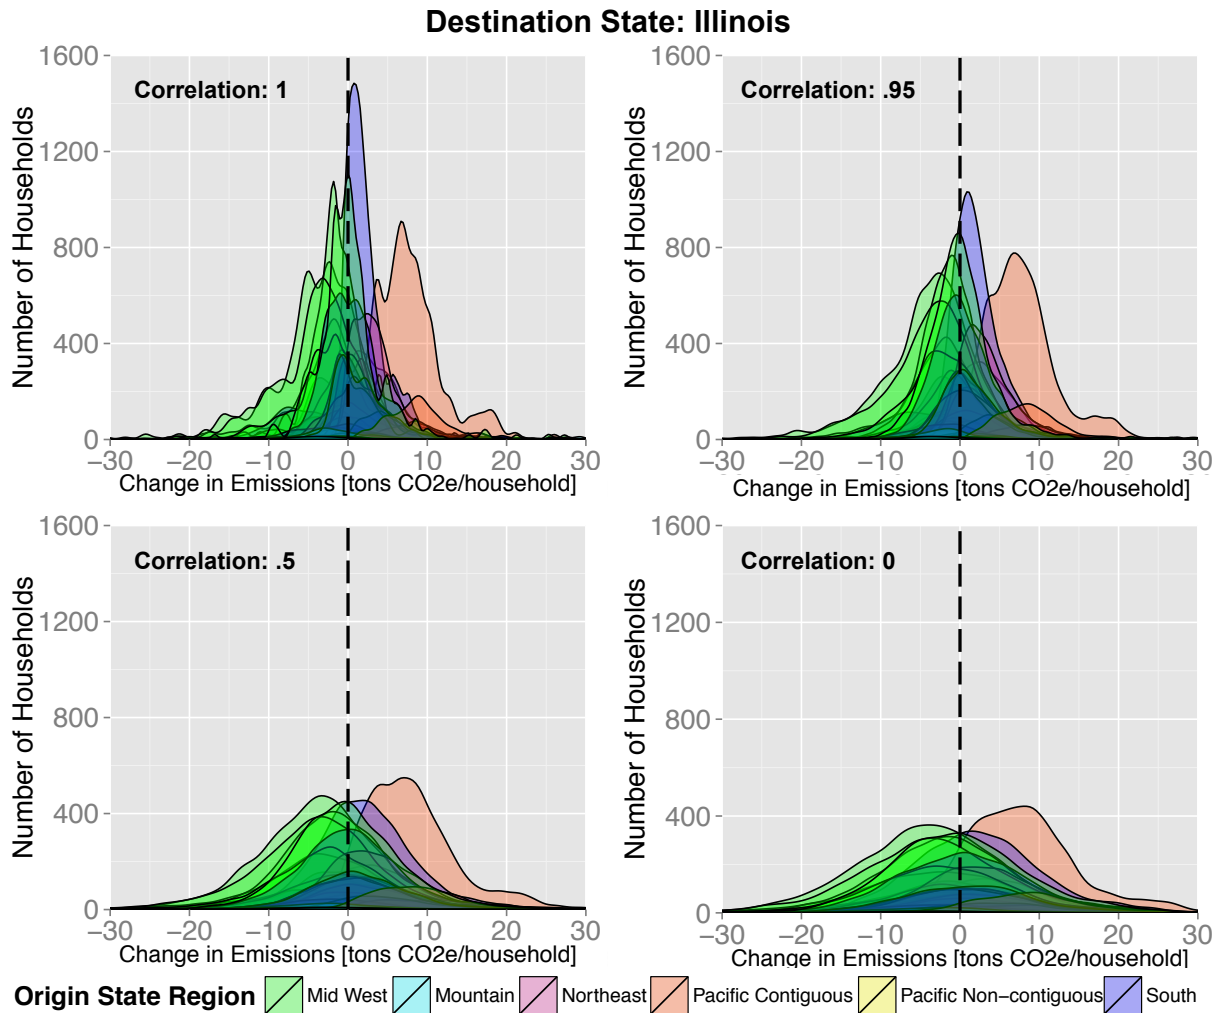 Destination State: Illinois
1600
1200
800
400
0
Number of Households
Correlation: 1
−30 −20 −10 0 10 20 30
Change in Emissions [tons CO2e/household]
1600
1200
800
400
0
Number of Households
Correlation: .95
−30 −20 −10 0 10 20 30
Change in Emissions [tons CO2e/household]
1600
1200
800
400
0
Number of Households
Correlation: .5
−30 −20 −10 0 10 20 30
Change in Emissions [tons CO2e/household]
1600
1200
800
400
0
Number of Households
Correlation: 0
−30 −20 −10 0 10 20 30
Change in Emissions [tons CO2e/household]
Origin State Region Mid West Mountain Northeast Pacific Contiguous Pacific Non−contiguous South